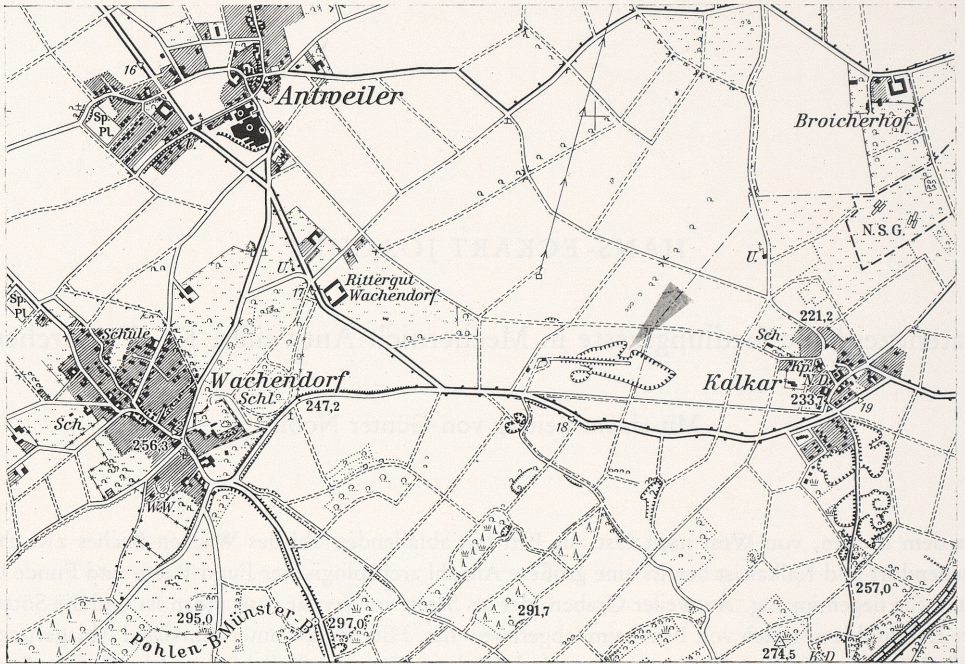 16
Sp.
Pl.
Antweiler
U.
Broicherhof
N.S.G.
U.
Rittergut
Wachendorf
17
Sp.
Pl.
Schule
221,2
Sch.
Kp.
N.D.
Kalkar
233,7
19
Wachendorf
Schl.
247,2
18
Sch.
256,3
W.W.
257,0
295,0
297,0
291,7
Pohlen-B.
Münster B.
274,5
K.D.